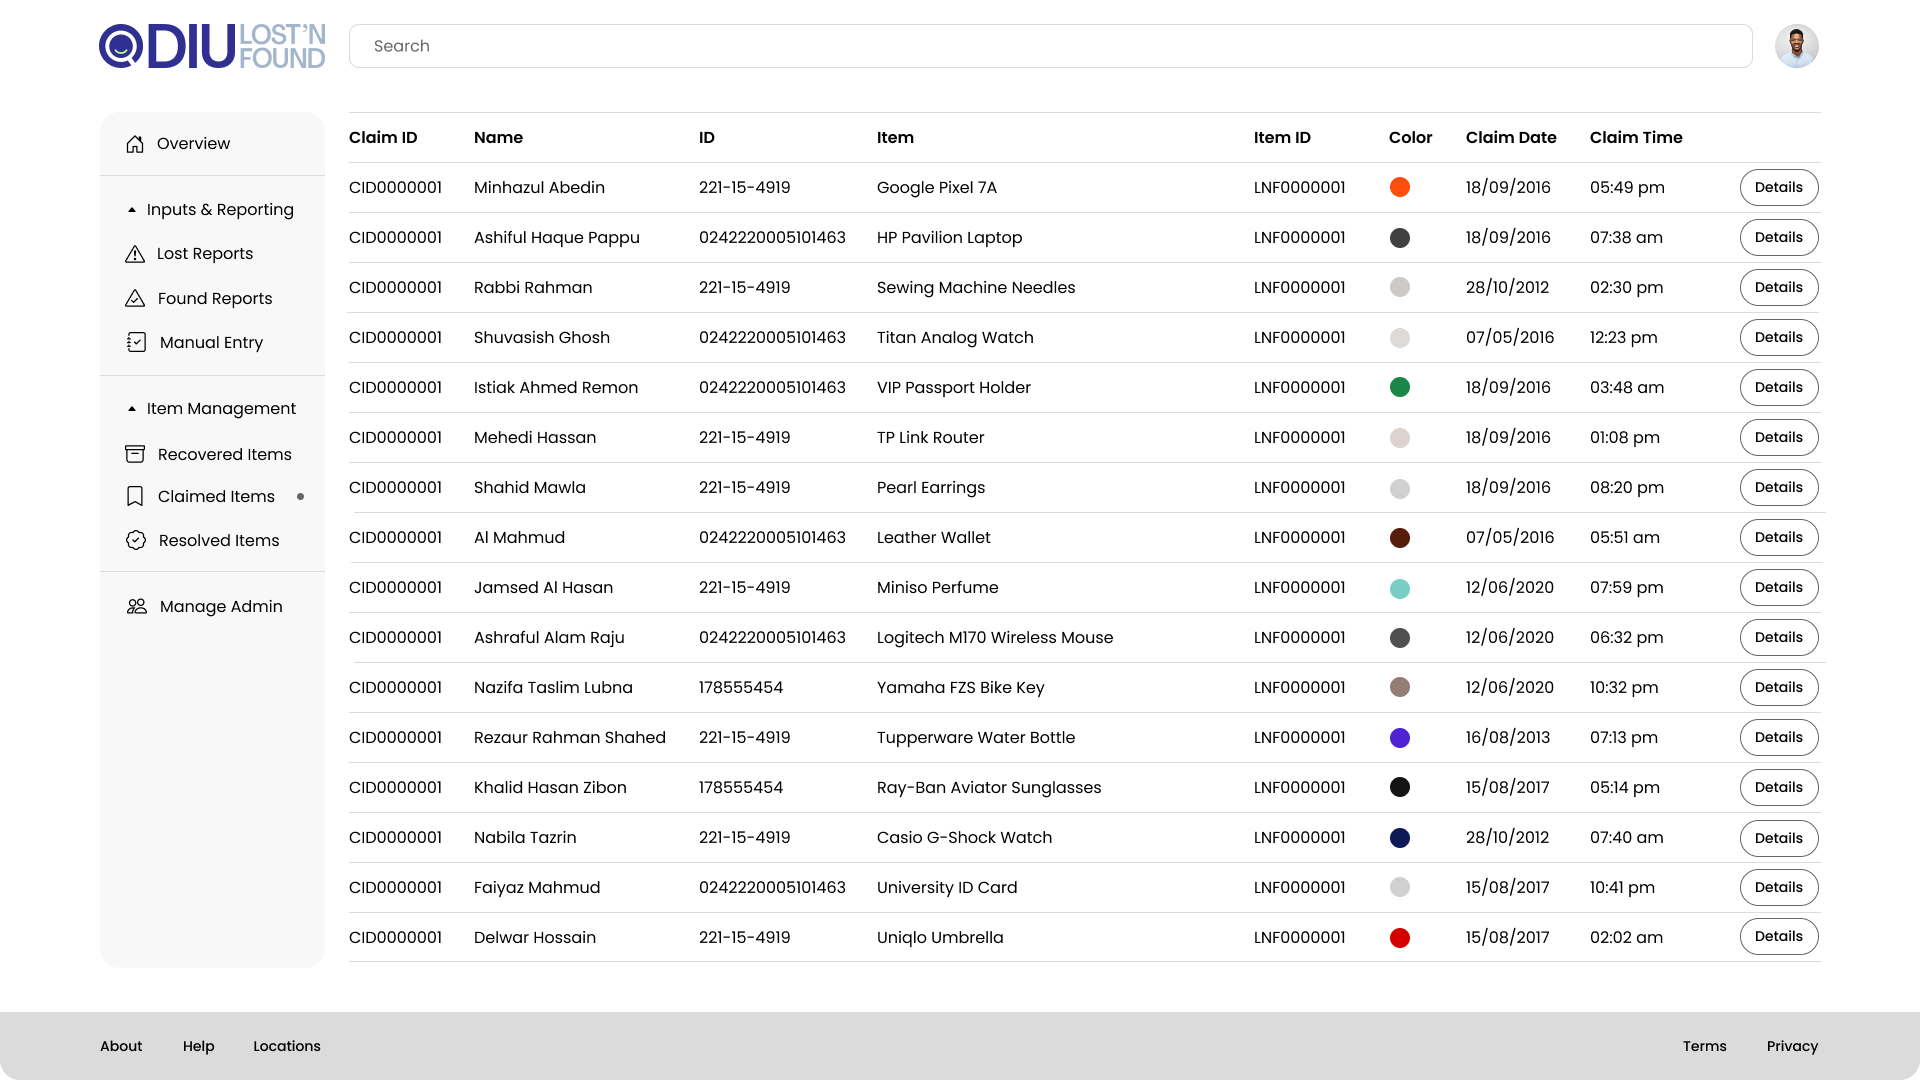 DIU LOST'N FOUND
Search
Overview
Inputs & Reporting
Lost Reports
Found Reports
Manual Entry
Item Management
Recovered Items
Claimed Items
Resolved Items
Manage Admin
Claim ID Name ID Item Item ID Color Claim Date Claim Time
CID0000001 Minhazul Abedin 221-15-4919 Google Pixel 7A LNF0000001 18/09/2016 05:49 pm Details
CID0000001 Ashiful Haque Pappu 0242220005101463 HP Pavilion Laptop LNF0000001 18/09/2016 07:38 am Details
CID0000001 Rabbi Rahman 221-15-4919 Sewing Machine Needles LNF0000001 28/10/2012 02:30 pm Details
CID0000001 Shuvasish Ghosh 0242220005101463 Titan Analog Watch LNF0000001 07/05/2016 12:23 pm Details
CID0000001 Istiak Ahmed Remon 0242220005101463 VIP Passport Holder LNF0000001 18/09/2016 03:48 am Details
CID0000001 Mehedi Hassan 221-15-4919 TP Link Router LNF0000001 18/09/2016 01:08 pm Details
CID0000001 Shahid Mawla 221-15-4919 Pearl Earrings LNF0000001 18/09/2016 08:20 pm Details
CID0000001 Al Mahmud 0242220005101463 Leather Wallet LNF0000001 07/05/2016 05:51 am Details
CID0000001 Jamsed Al Hasan 221-15-4919 Miniso Perfume LNF0000001 12/06/2020 07:59 pm Details
CID0000001 Ashraful Alam Raju 0242220005101463 Logitech M170 Wireless Mouse LNF0000001 12/06/2020 06:32 pm Details
CID0000001 Nazifa Taslim Lubna 178555454 Yamaha FZS Bike Key LNF0000001 12/06/2020 10:32 pm Details
CID0000001 Rezaur Rahman Shahed 221-15-4919 Tupperware Water Bottle LNF0000001 16/08/2013 07:13 pm Details
CID0000001 Khalid Hasan Zibon 178555454 Ray-Ban Aviator Sunglasses LNF0000001 15/08/2017 05:14 pm Details
CID0000001 Nabila Tazrin 221-15-4919 Casio G-Shock Watch LNF0000001 28/10/2012 07:40 am Details
CID0000001 Faiyaz Mahmud 0242220005101463 University ID Card LNF0000001 15/08/2017 10:41 pm Details
CID0000001 Delwar Hossain 221-15-4919 Uniqlo Umbrella LNF0000001 15/08/2017 02:02 am Details
About Help Locations Terms Privacy